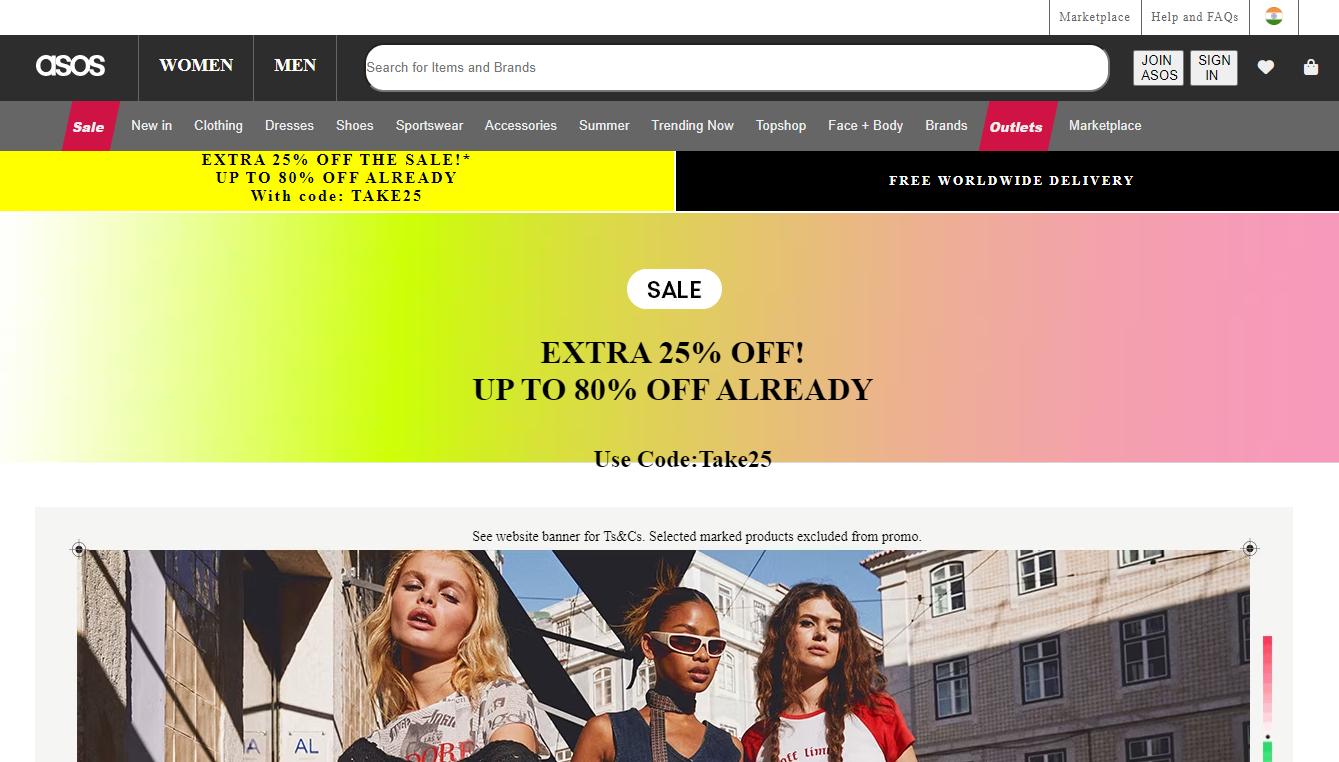 Marketplace
Help and FAQs
asos
WOMEN
MEN
Search for Items and Brands
JOIN
ASOS
SIGN
IN
Sale
New in
Clothing
Dresses
Shoes
Sportswear
Accessories
Summer
Trending Now
Topshop
Face + Body
Brands
Outlets
Marketplace
EXTRA 25% OFF THE SALE!*
UP TO 80% OFF ALREADY
With code: TAKE25
FREE WORLDWIDE DELIVERY
SALE
EXTRA 25% OFF!
UP TO 80% OFF ALREADY
Use Code:Take25
See website banner for Ts&Cs. Selected marked products excluded from promo.
AL